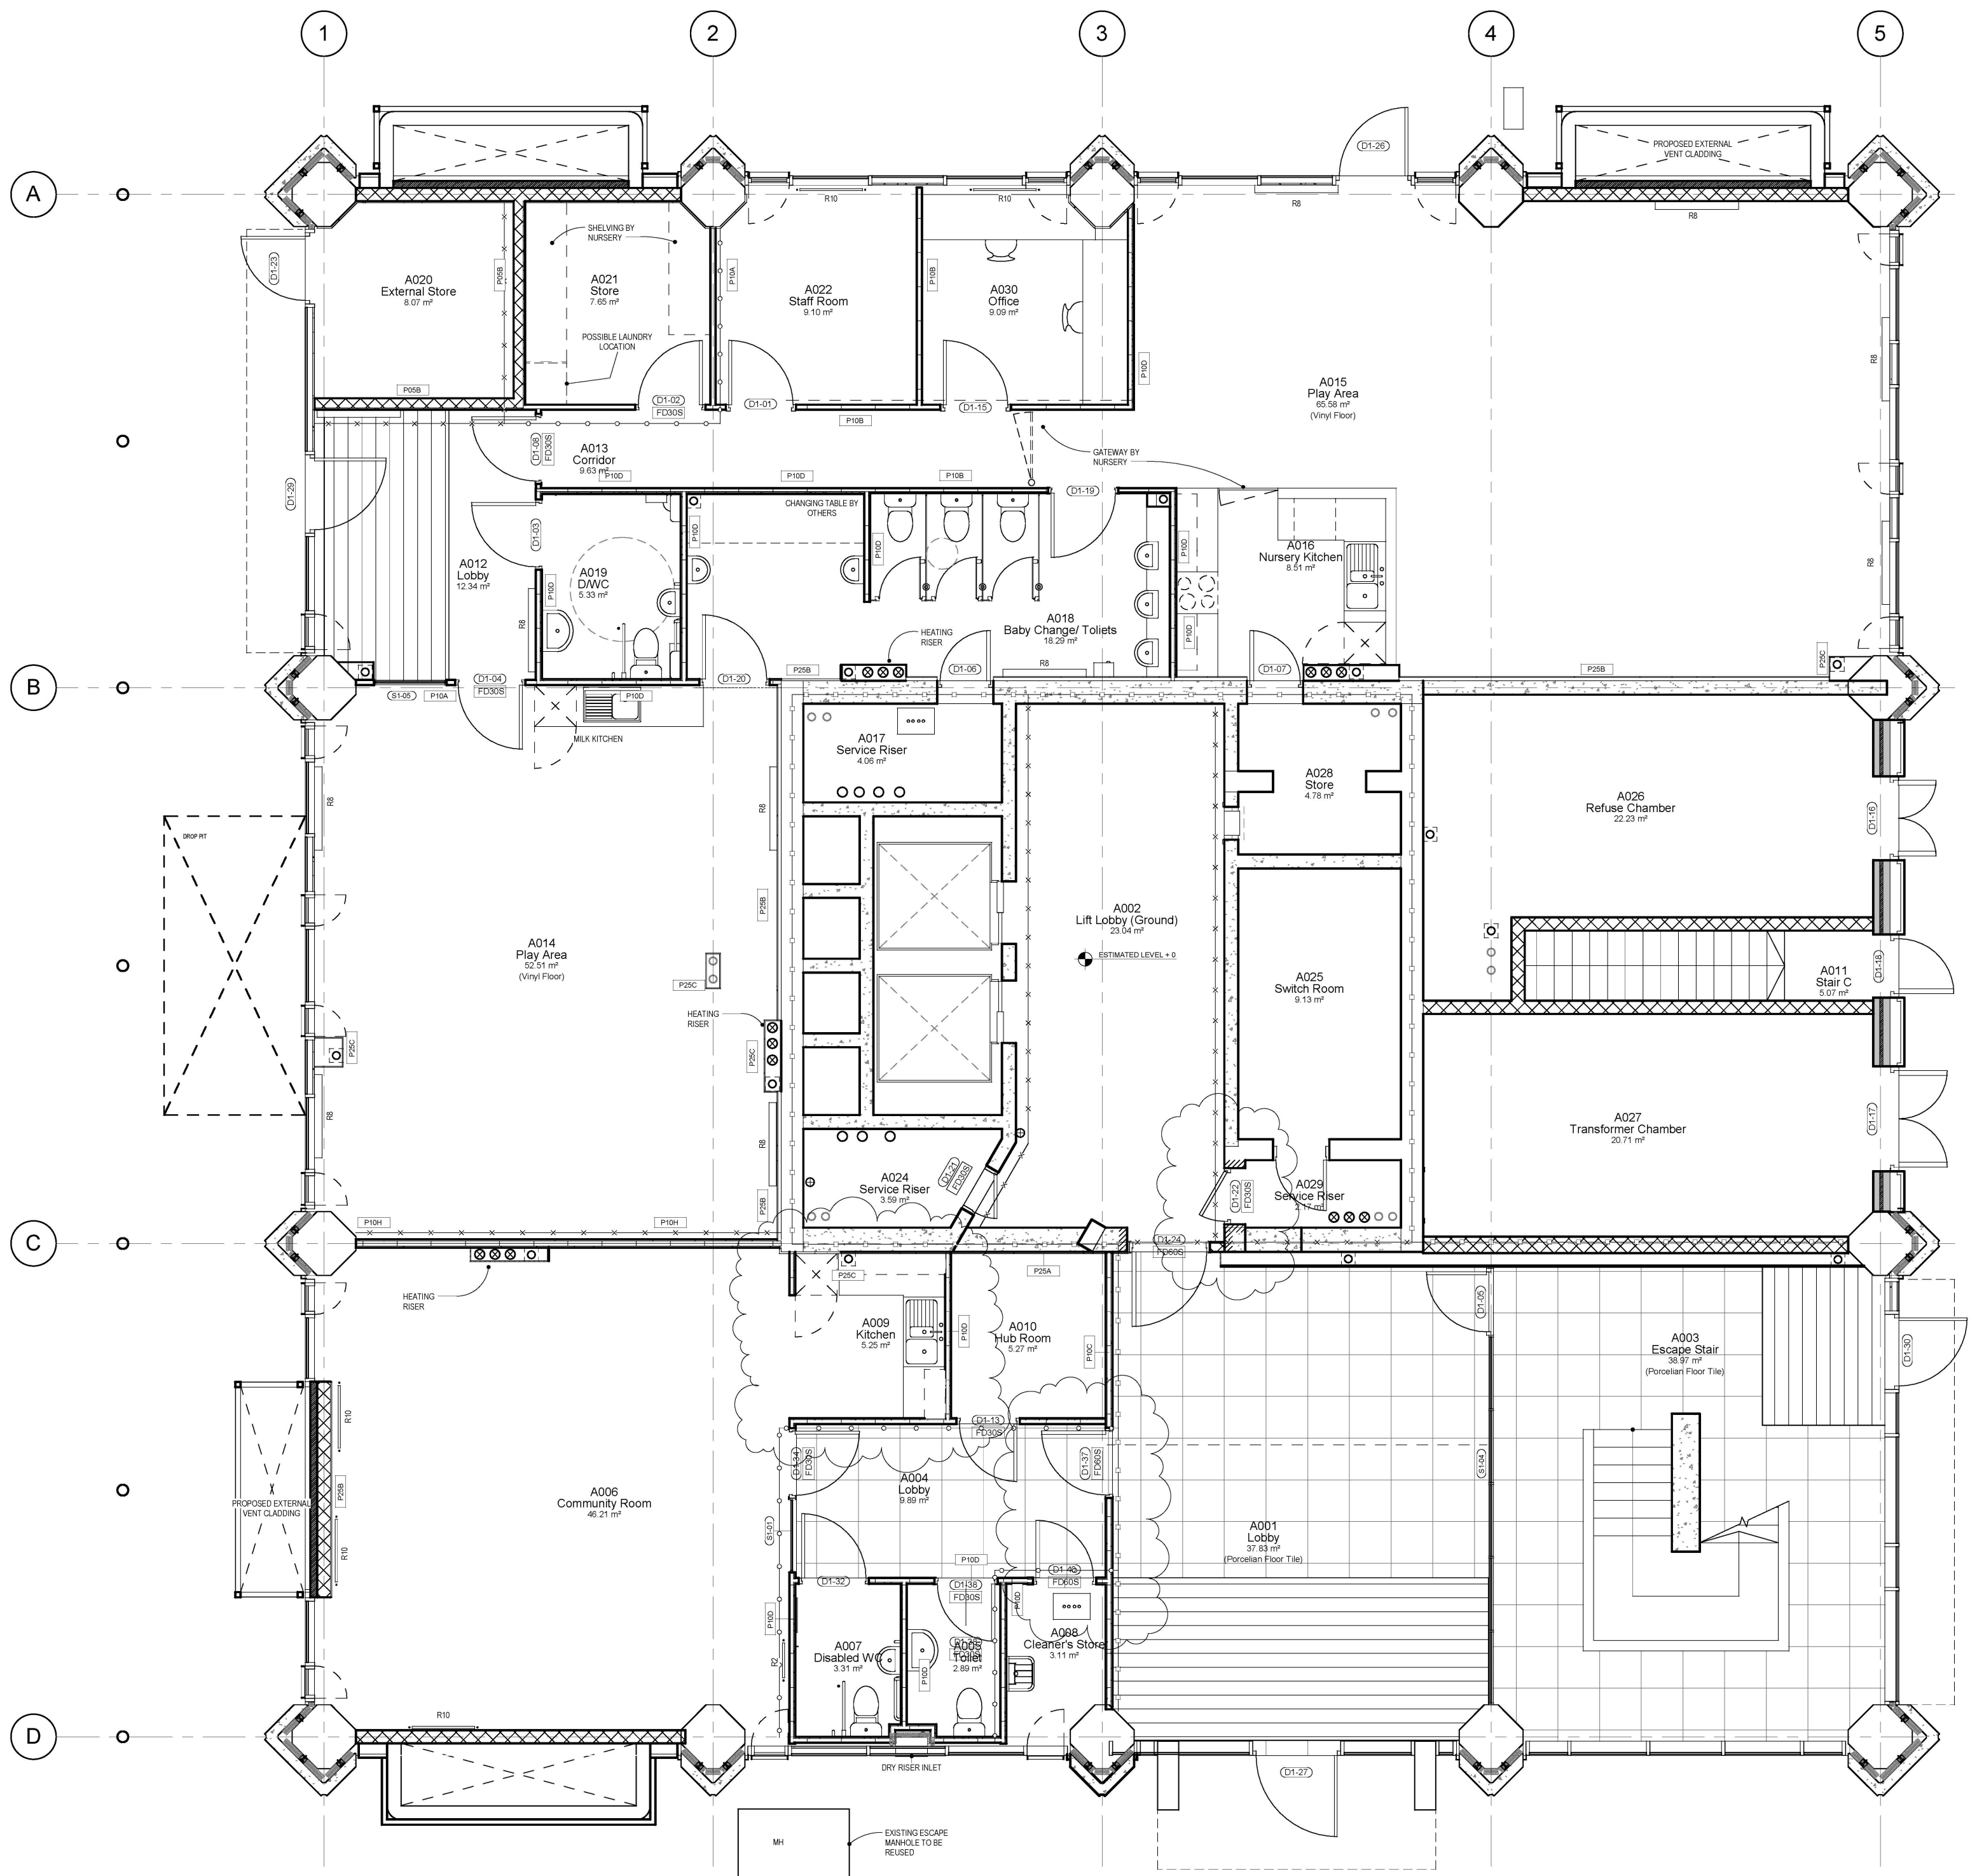 1
2
3
4
5
A
B
C
D
PROPOSED EXTERNAL
VENT CLADDING
D1-26
R10
R10
R8
R8
D1-23
A020
External Store
8.07 m²
P05B
P05B
SHELVING BY
NURSERY
A021
Store
7.65 m²
POSSIBLE LAUNDRY
LOCATION
P10A
A022
Staff Room
9.10 m²
P10B
A030
Office
9.09 m²
P10D
A015
Play Area
65.58 m²
(Vinyl Floor)
R8
D1-02
FD30S
D1-01
D1-15
P10B
D1-08
FD30S
A013
Corridor
9.63 m²
P10D
P10D
P10B
GATEWAY BY
NURSERY
D1-29
D1-19
D1-03
CHANGING TABLE BY
OTHERS
P10D
P10D
P10D
A012
Lobby
12.34 m²
A019
D/WC
5.33 m²
P10D
R8
A016
Nursery Kitchen
8.51 m²
R8
A018
Baby Change/ Toliets
18.29 m²
P10D
HEATING
RISER
R8
P25B
D1-06
D1-07
P25B
P25C
S1-05
P10A
D1-04
FD30S
P10D
D1-20
MILK KITCHEN
A017
Service Riser
4.06 m²
A028
Store
4.78 m²
A026
Refuse Chamber
22.23 m²
D1-16
R8
R8
DROP PIT
P25B
A014
Play Area
52.51 m²
(Vinyl Floor)
P25C
A002
Lift Lobby (Ground)
23.04 m²
ESTIMATED LEVEL + 0
A025
Switch Room
9.13 m²
A011
Stair C
5.07 m²
D1-18
HEATING
RISER
P25C
P25C
R8
R8
A027
Transformer Chamber
20.71 m²
D1-17
A024
Service Riser
3.59 m²
D1-21
FD30S
D1-22
FD30S
A029
Service Riser
2.17 m²
P25B
P10H
P10H
D1-24
FD60S
HEATING
RISER
P25C
P25A
A009
Kitchen
5.25 m²
P10D
A010
Hub Room
5.27 m²
P10C
D1-05
A003
Escape Stair
38.97 m²
(Porcelian Floor Tile)
D1-30
R10
D1-13
FD30S
D1-34
FD30S
D1-37
FD60S
S1-04
A004
Lobby
9.89 m²
P25B
PROPOSED EXTERNAL
VENT CLADDING
A006
Community Room
46.21 m²
S1-01
A001
Lobby
37.83 m²
(Porcelian Floor Tile)
R10
P10D
D1-32
D1-38
FD30S
D1-40
FD60S
P10D
P10D
R2
A007
Disabled WC
3.31 m²
A005
Toilet
2.89 m²
FD30S
P10D
A008
Cleaner's Store
3.11 m²
R10
DRY RISER INLET
D1-27
MH
EXISTING ESCAPE
MANHOLE TO BE
REUSED